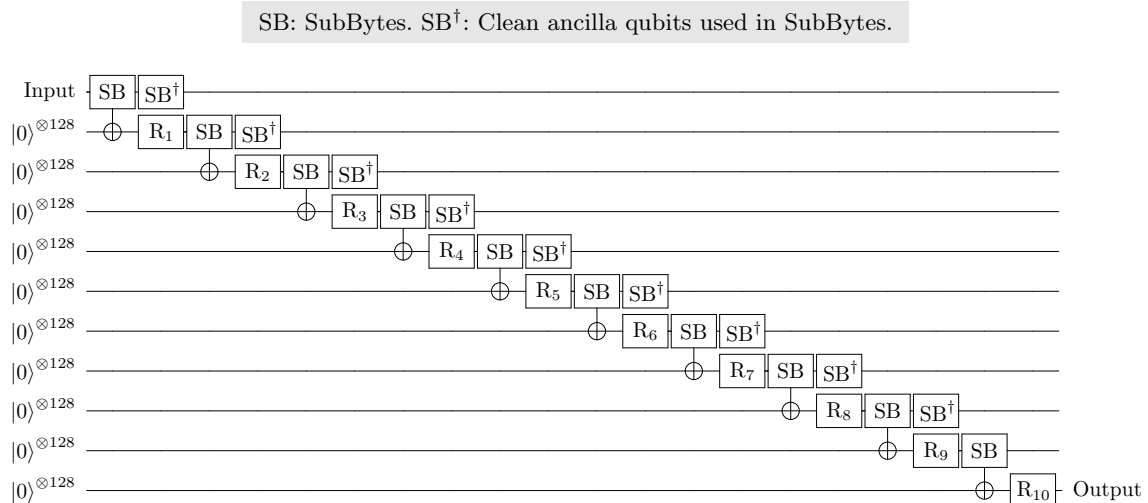 SB: SubBytes. SB†: Clean ancilla qubits used in SubBytes.
Input SB SB†
|0⟩⊗128 R1 SB SB†
|0⟩⊗128 R2 SB SB†
|0⟩⊗128 R3 SB SB†
|0⟩⊗128 R4 SB SB†
|0⟩⊗128 R5 SB SB†
|0⟩⊗128 R6 SB SB†
|0⟩⊗128 R7 SB SB†
|0⟩⊗128 R8 SB SB†
|0⟩⊗128 R9 SB
|0⟩⊗128 R10 Output